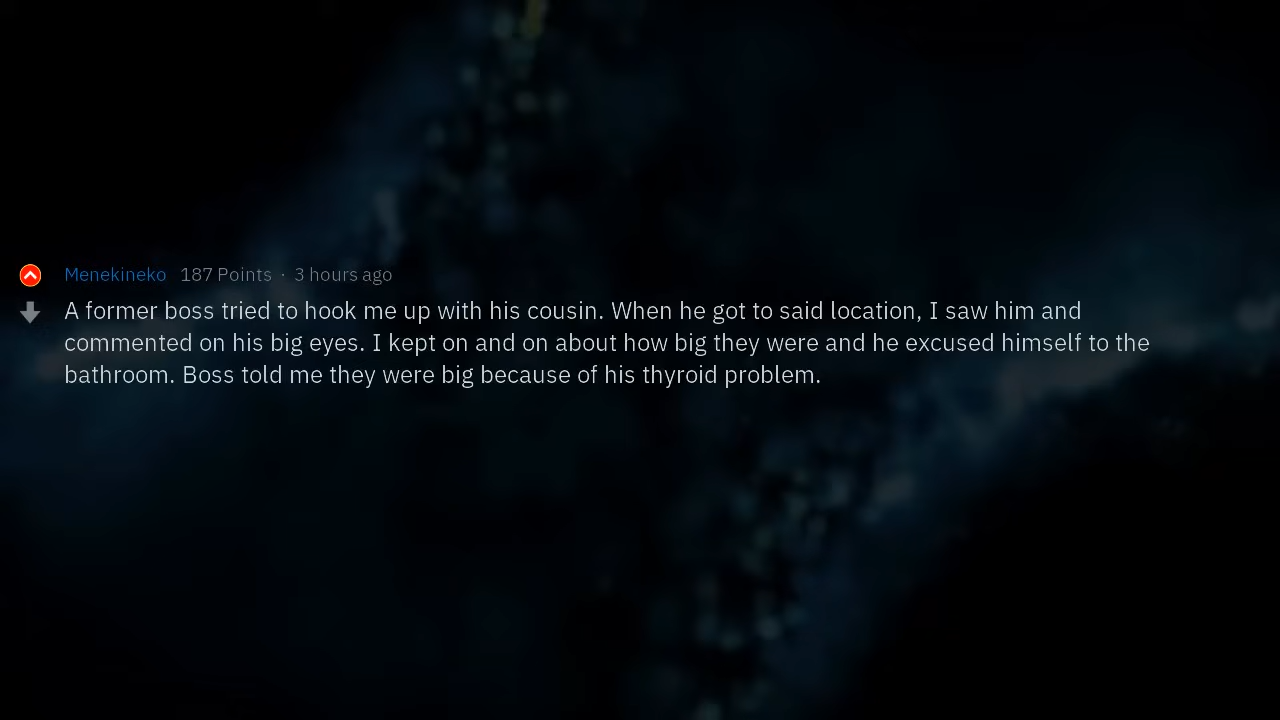 Menekineko 187 Points · 3 hours ago
A former boss tried to hook me up with his cousin. When he got to said location, I saw him and
commented on his big eyes. I kept on and on about how big they were and he excused himself to the
bathroom. Boss told me they were big because of his thyroid problem.